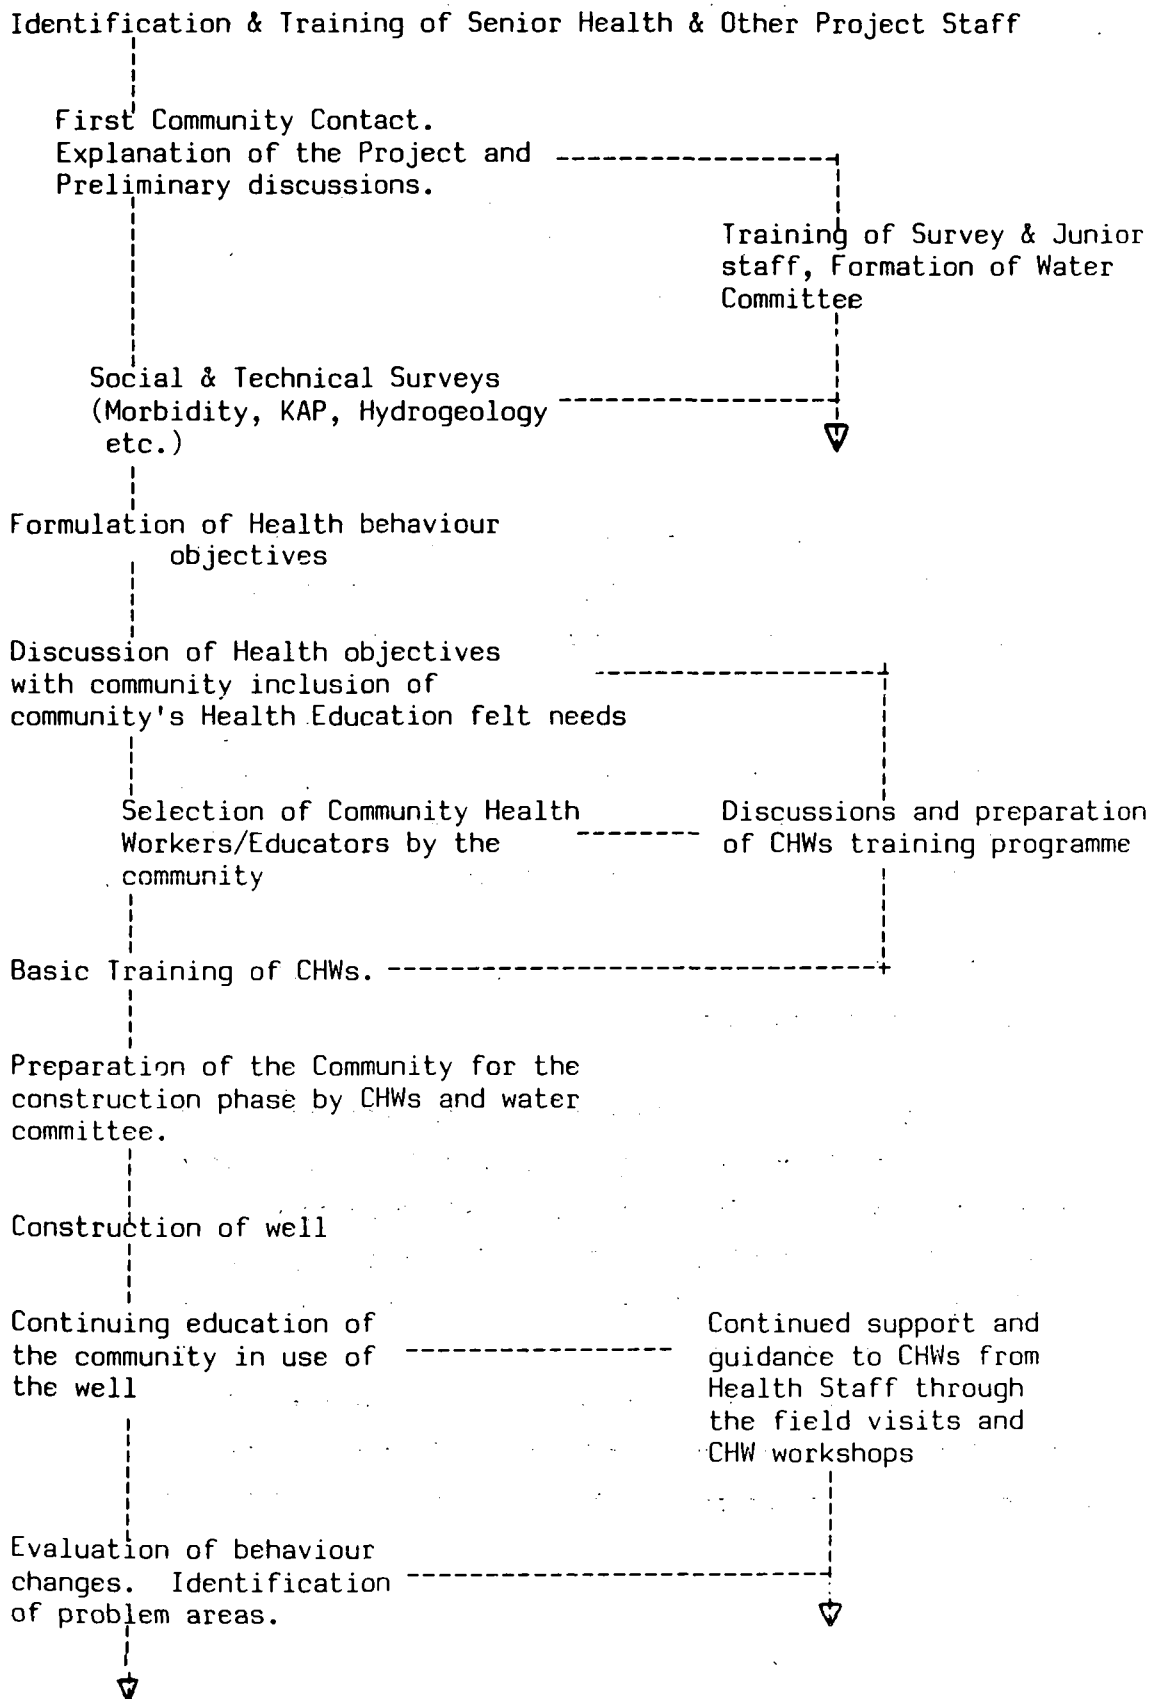 Identification & Training of Senior Health & Other Project Staff
First Community Contact.
Explanation of the Project and
Preliminary discussions.
Training of Survey & Junior
staff, Formation of Water
Committee
Social & Technical Surveys
(Morbidity, KAP, Hydrogeology
etc.)
Formulation of Health behaviour
objectives
Discussion of Health objectives
with community inclusion of
community's Health Education felt needs
Selection of Community Health
Workers/Educators by the
community
Discussions and preparation
of CHWs training programme
Basic Training of CHWs.
Preparation of the Community for the
construction phase by CHWs and water
committee.
Construction of well
Continuing education of
the community in use of
the well
Continued support and
guidance to CHWs from
Health Staff through
the field visits and
CHW workshops
Evaluation of behaviour
changes. Identification
of problem areas.